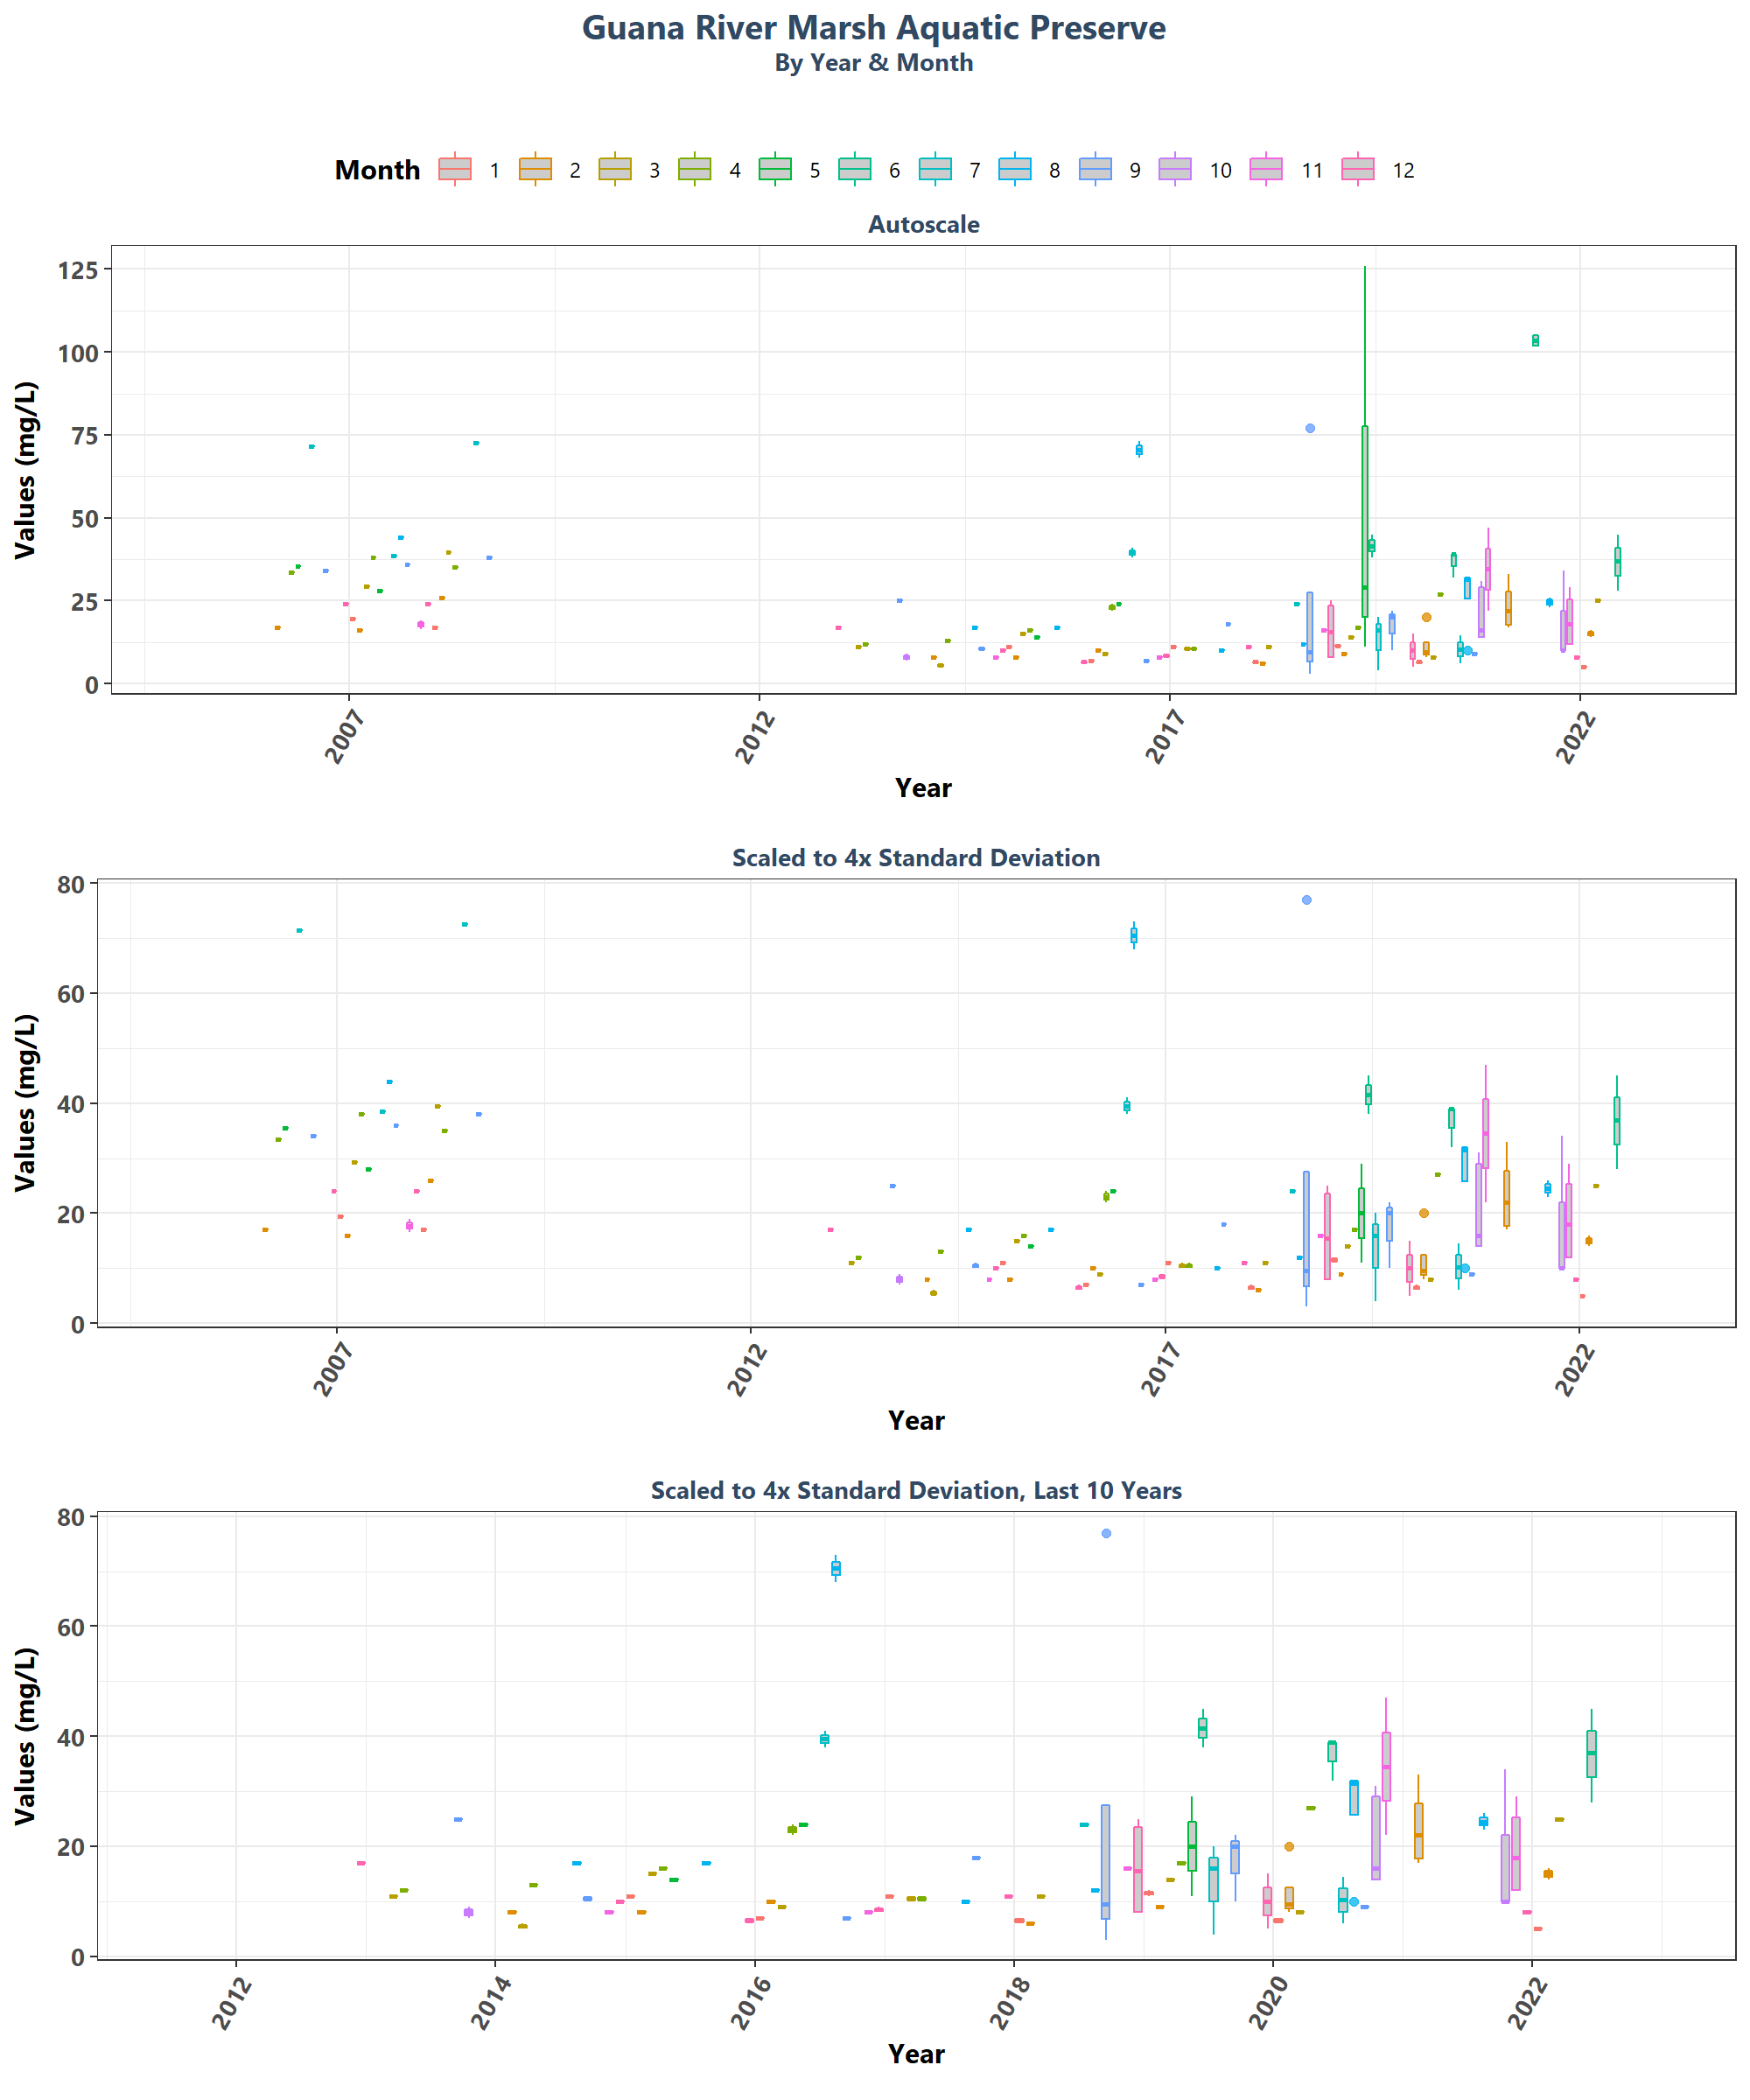 Guana River Marsh Aquatic Preserve
By Year & Month
Month 1 2 3 4 5 6 7 8 9 10 11 12
Autoscale
Values (mg/L)
125
100
75
50
25
0
2007 2012 2017 2022
Year
Scaled to 4x Standard Deviation
Values (mg/L)
80
60
40
20
0
2007 2012 2017 2022
Year
Scaled to 4x Standard Deviation, Last 10 Years
Values (mg/L)
80
60
40
20
0
2012 2014 2016 2018 2020 2022
Year